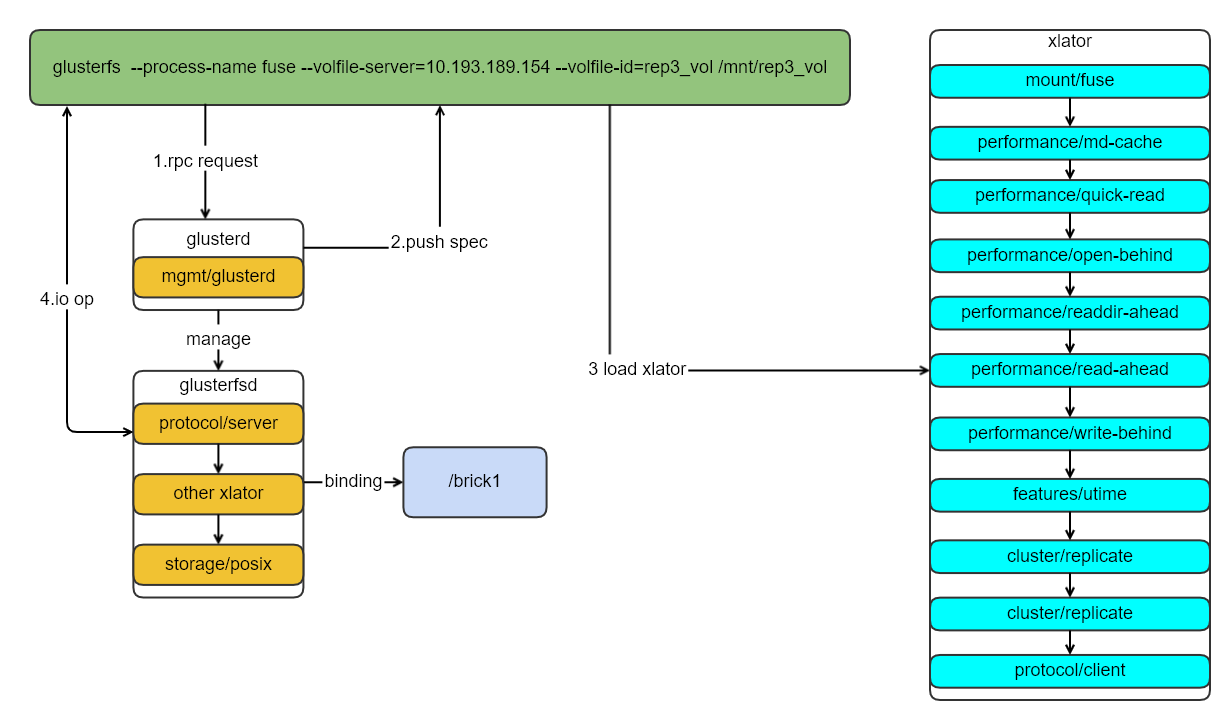 glusterfs --process-name fuse --volfile-server=10.193.189.154 --volfile-id=rep3_vol /mnt/rep3_vol
1.rpc request
glusterd
mgmt/glusterd
2.push spec
4.io op
manage
glusterfsd
protocol/server
other xlator
storage/posix
binding
/brick1
3 load xlator
xlator
mount/fuse
performance/md-cache
performance/quick-read
performance/open-behind
performance/readdir-ahead
performance/read-ahead
performance/write-behind
features/utime
cluster/replicate
cluster/replicate
protocol/client